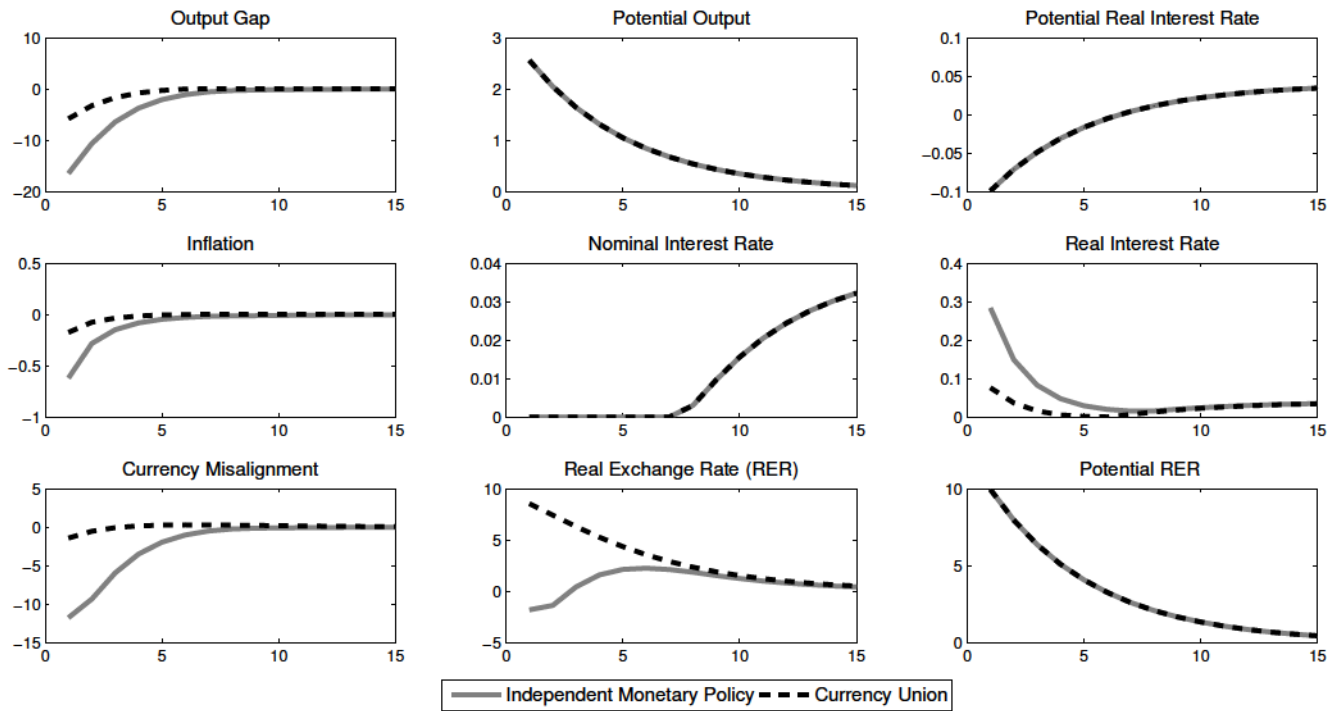 Output Gap
10
0
−10
−20
0 5 10 15
Potential Output
3
2
1
0
0 5 10 15
Potential Real Interest Rate
0.1
0.05
0
−0.05
−0.1
0 5 10 15
Inflation
0.5
0
−0.5
−1
0 5 10 15
Nominal Interest Rate
0.04
0.03
0.02
0.01
0
0 5 10 15
Real Interest Rate
0.4
0.3
0.2
0.1
0
0 5 10 15
Currency Misalignment
5
0
−5
−10
−15
0 5 10 15
Real Exchange Rate (RER)
10
5
0
−5
0 5 10 15
Potential RER
10
5
0
0 5 10 15
Independent Monetary Policy Currency Union